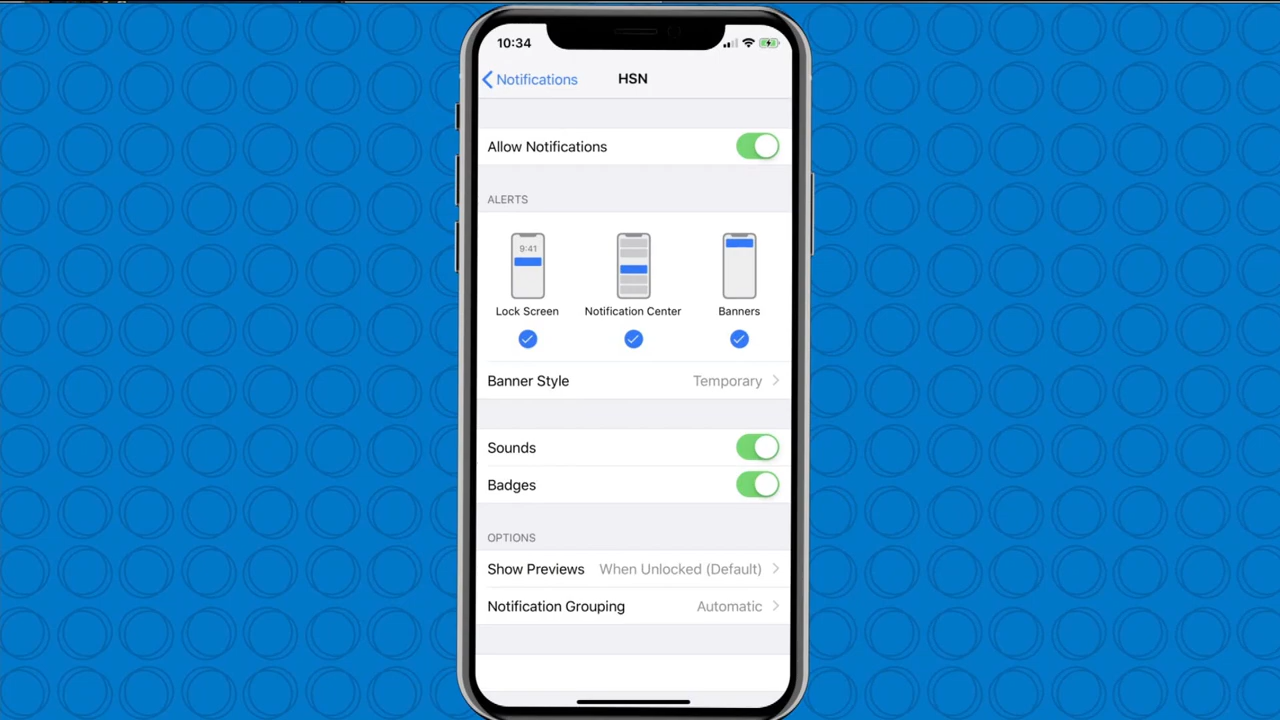 10:34
Notifications HSN
Allow Notifications
ALERTS
9:41
Lock Screen Notification Center Banners
Banner Style Temporary
Sounds
Badges
OPTIONS
Show Previews When Unlocked (Default)
Notification Grouping Automatic